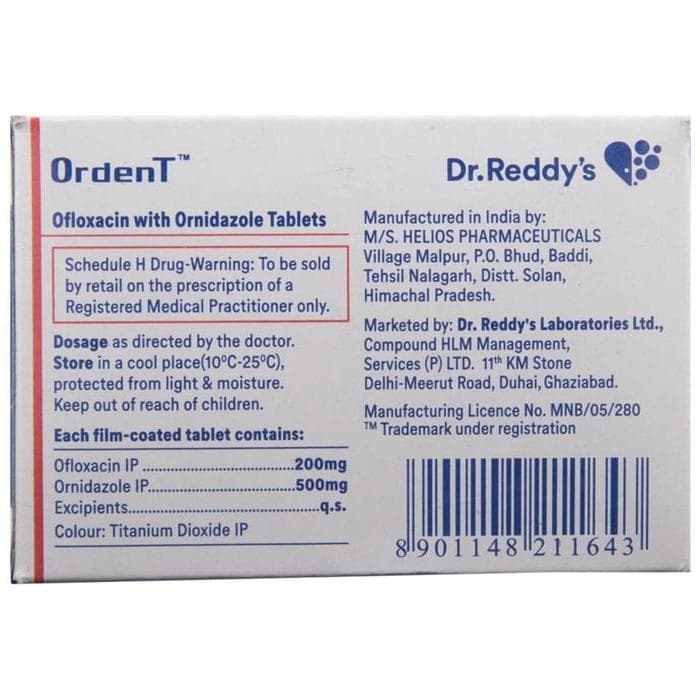 OrdenT™
Ofloxacin with Ornidazole Tablets
Schedule H Drug-Warning: To be sold
by retail on the prescription of a
Registered Medical Practitioner only.
Dosage as directed by the doctor.
Store in a cool place(10⁰C-25⁰C),
protected from light & moisture.
Keep out of reach of children.
Each film-coated tablet contains:
Ofloxacin IP ........................200mg
Ornidazole IP........................500mg
Excipients............................q.s.
Colour: Titanium Dioxide IP
Dr.Reddy's
Manufactured in India by:
M/S. HELIOS PHARMACEUTICALS
Village Malpur, P.O. Bhud, Baddi,
Tehsil Nalagarh, Distt. Solan,
Himachal Pradesh.
Marketed by: Dr. Reddy's Laboratories Ltd.,
Compound HLM Management,
Services (P) LTD. 11th KM Stone
Delhi-Meerut Road, Duhai, Ghaziabad.
Manufacturing Licence No. MNB/05/280
™ Trademark under registration
8 901148 211643